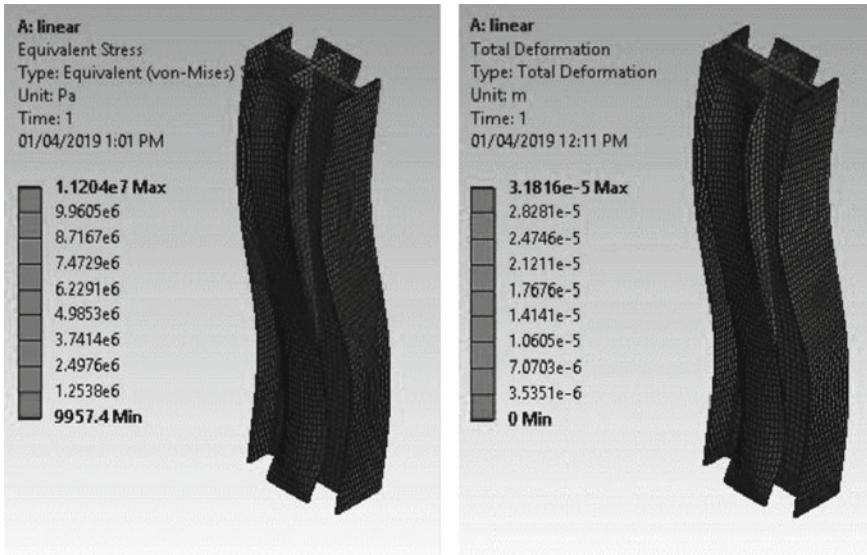 A: linear
Equivalent Stress
Type: Equivalent (von-Mises)
Unit: Pa
Time: 1
01/04/2019 1:01 PM
1.1204e7 Max
9.9605e6
8.7167e6
7.4729e6
6.2291e6
4.9853e6
3.7414e6
2.4976e6
1.2538e6
9957.4 Min
A: linear
Total Deformation
Type: Total Deformation
Unit: m
Time: 1
01/04/2019 12:11 PM
3.1816e-5 Max
2.8281e-5
2.4746e-5
2.1211e-5
1.7676e-5
1.4141e-5
1.0605e-5
7.0703e-6
3.5351e-6
0 Min